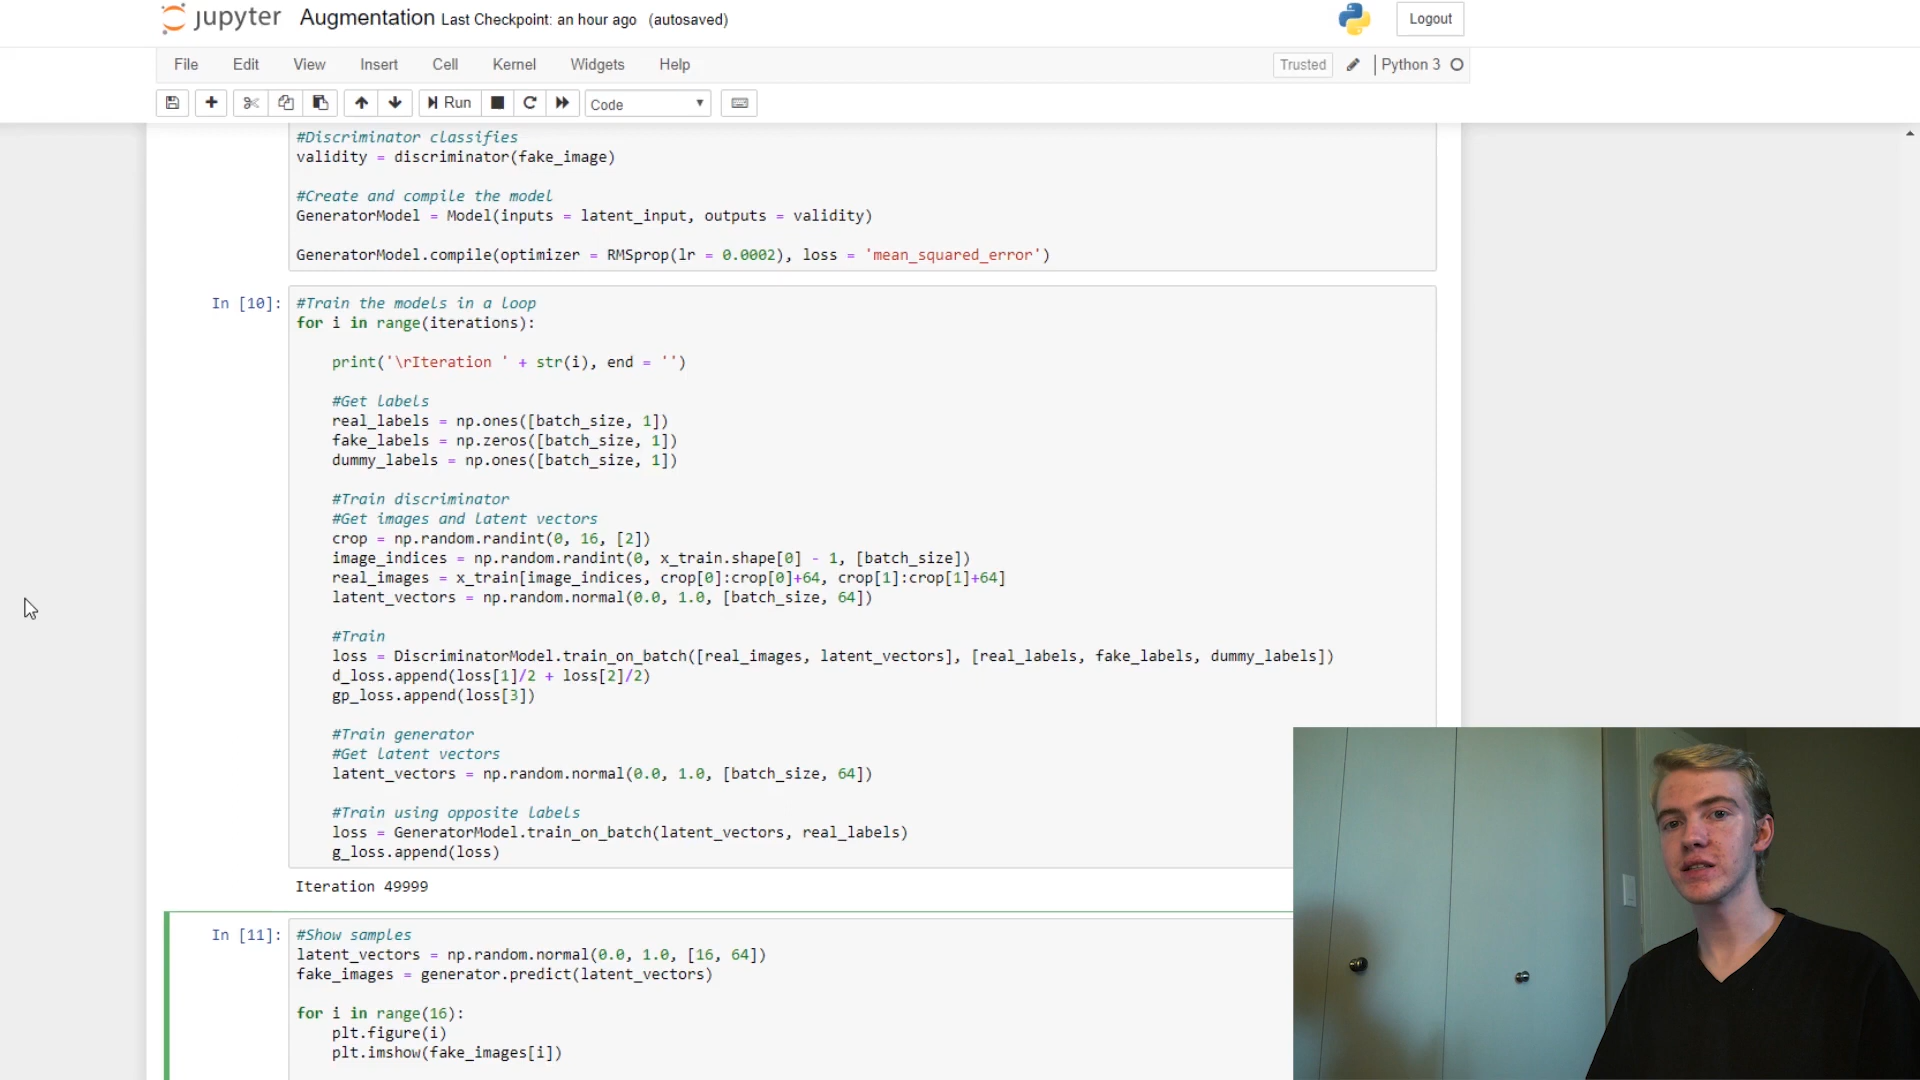 jupyter Augmentation Last Checkpoint: an hour ago (autosaved) Logout
File Edit View Insert Cell Kernel Widgets Help Trusted Python 3
Run Code
#Discriminator classifies
validity = discriminator(fake_image)
#Create and compile the model
GeneratorModel = Model(inputs = latent_input, outputs = validity)
GeneratorModel.compile(optimizer = RMSprop(lr = 0.0002), loss = 'mean_squared_error')
In [10]: #Train the models in a loop
for i in range(iterations):
print('\rIteration ' + str(i), end = '')
#Get labels
real_labels = np.ones([batch_size, 1])
fake_labels = np.zeros([batch_size, 1])
dummy_labels = np.ones([batch_size, 1])
#Train discriminator
#Get images and latent vectors
crop = np.random.randint(0, 16, [2])
image_indices = np.random.randint(0, x_train.shape[0] - 1, [batch_size])
real_images = x_train[image_indices, crop[0]:crop[0]+64, crop[1]:crop[1]+64]
latent_vectors = np.random.normal(0.0, 1.0, [batch_size, 64])
#Train
loss = DiscriminatorModel.train_on_batch([real_images, latent_vectors], [real_labels, fake_labels, dummy_labels])
d_loss.append(loss[1]/2 + loss[2]/2)
gp_loss.append(loss[3])
#Train generator
#Get latent vectors
latent_vectors = np.random.normal(0.0, 1.0, [batch_size, 64])
#Train using opposite labels
loss = GeneratorModel.train_on_batch(latent_vectors, real_labels)
g_loss.append(loss)
Iteration 49999
In [11]: #Show samples
latent_vectors = np.random.normal(0.0, 1.0, [16, 64])
fake_images = generator.predict(latent_vectors)
for i in range(16):
plt.figure(i)
plt.imshow(fake_images[i])